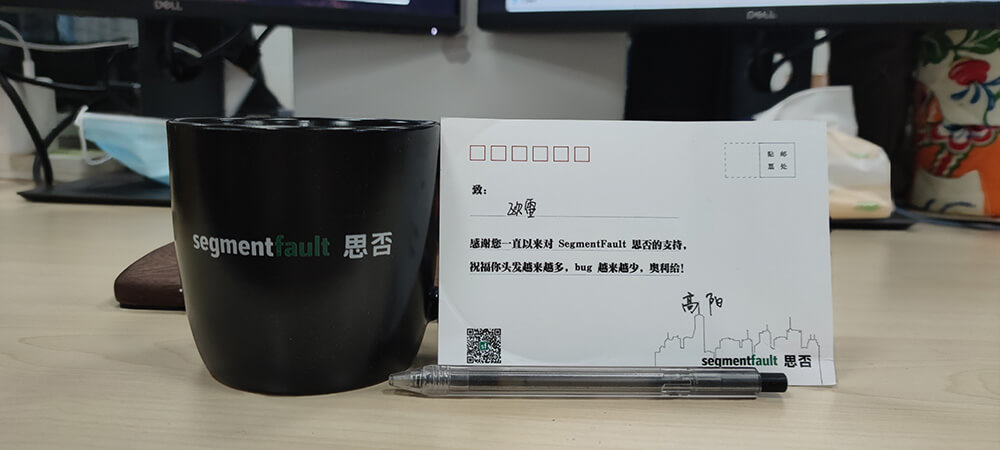 DELL
DELL
segmentfault 思否
贴 邮
票 处
致：
欧雷
感谢您一直以来对 SegmentFault 思否的支持，
祝福你头发越来越多，bug 越来越少，奥利给！
高阳
segmentfault 思否